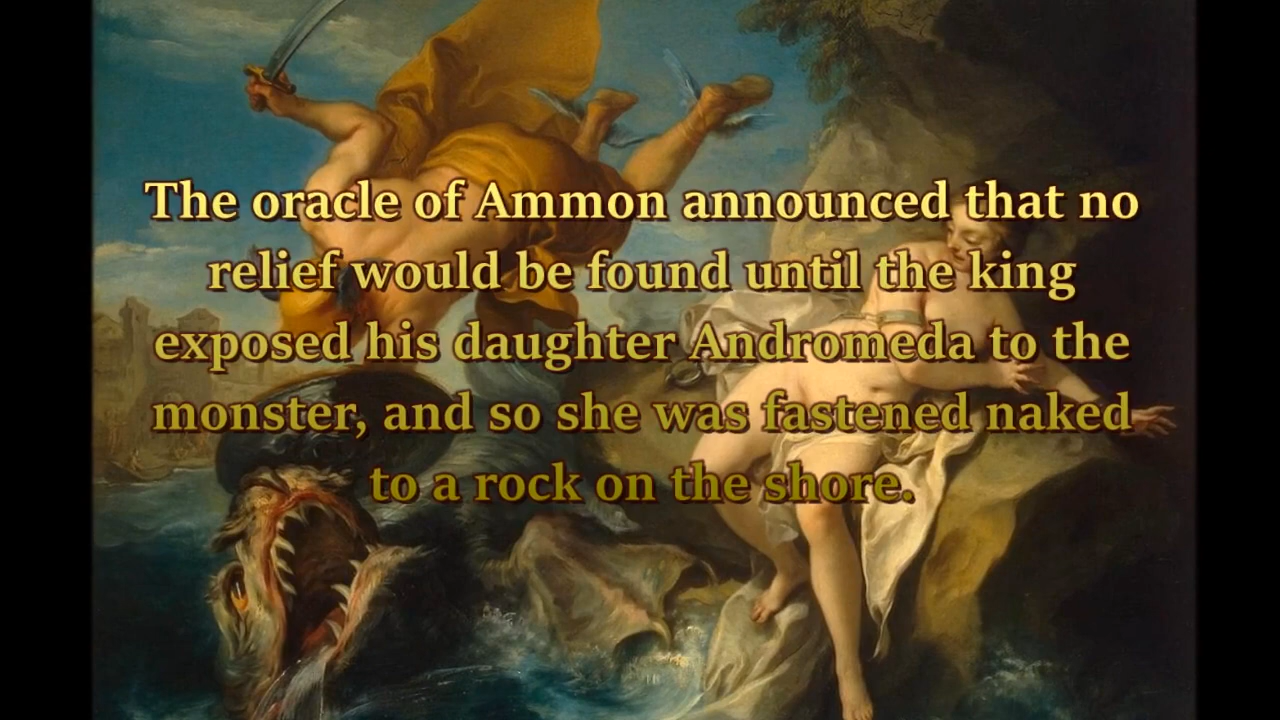 The oracle of Ammon announced that no
relief would be found until the king
exposed his daughter Andromeda to the
monster, and so she was fastened naked
to a rock on the shore.